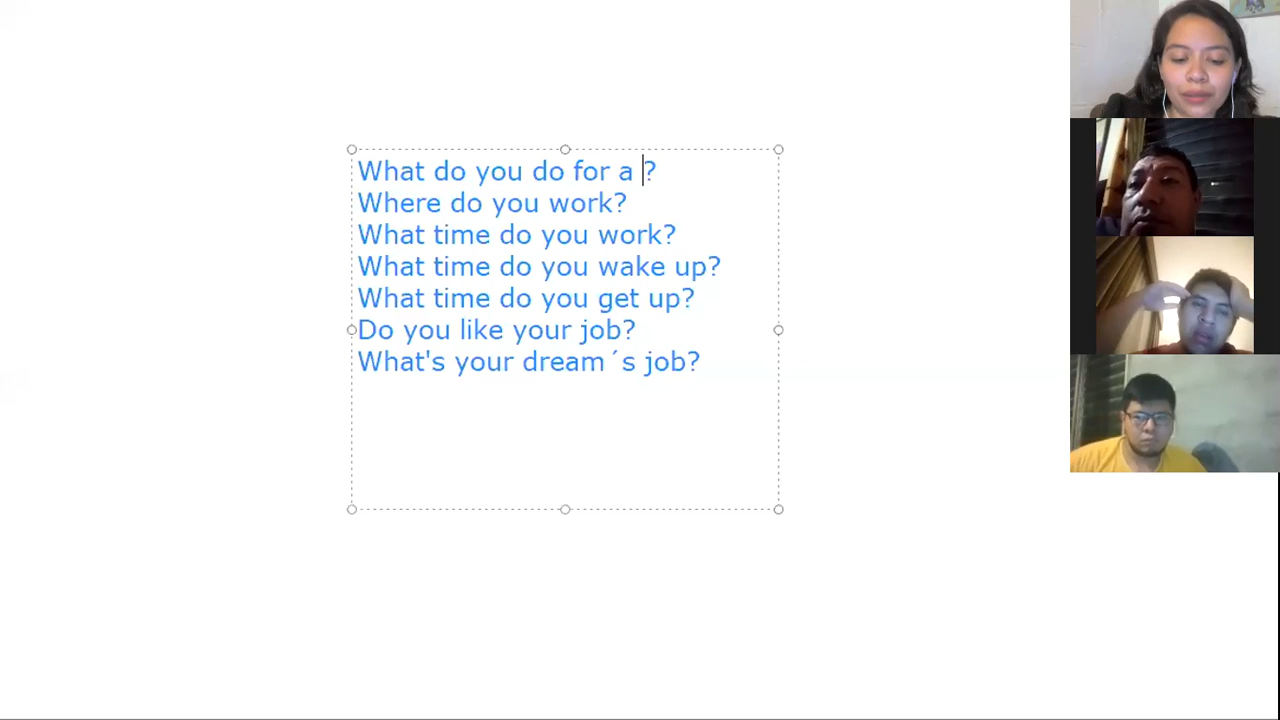 What do you do for a ?
Where do you work?
What time do you work?
What time do you wake up?
What time do you get up?
Do you like your job?
What's your dream´s job?